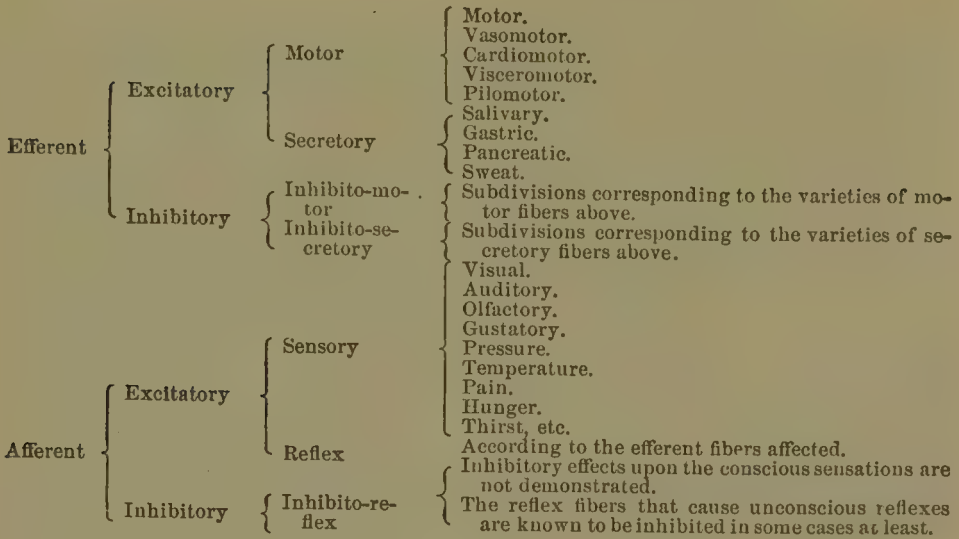 Motor.
Motor Vasomotor.
Cardiomotor.
Excitatory Visceromotor.
Pilomotor.
Salivary.
Efferent Secretory Gastric.
Pancreatic.
Sweat.
Inhibitory Inhibito-mo- Subdivisions corresponding to the varieties of mo-
tor tor fibers above.
Inhibito-se- Subdivisions corresponding to the varieties of se-
cretory cretory fibers above.
Visual.
Auditory.
Olfactory.
Gustatory.
Sensory Pressure.
Temperature.
Excitatory Pain.
Hunger.
Thirst, etc.
Afferent Reflex According to the efferent fibers affected.
Inhibitory effects upon the conscious sensations are
not demonstrated.
Inhibitory Inhibito-re- The reflex fibers that cause unconscious reflexes
flex are known to be inhibited in some cases at least.